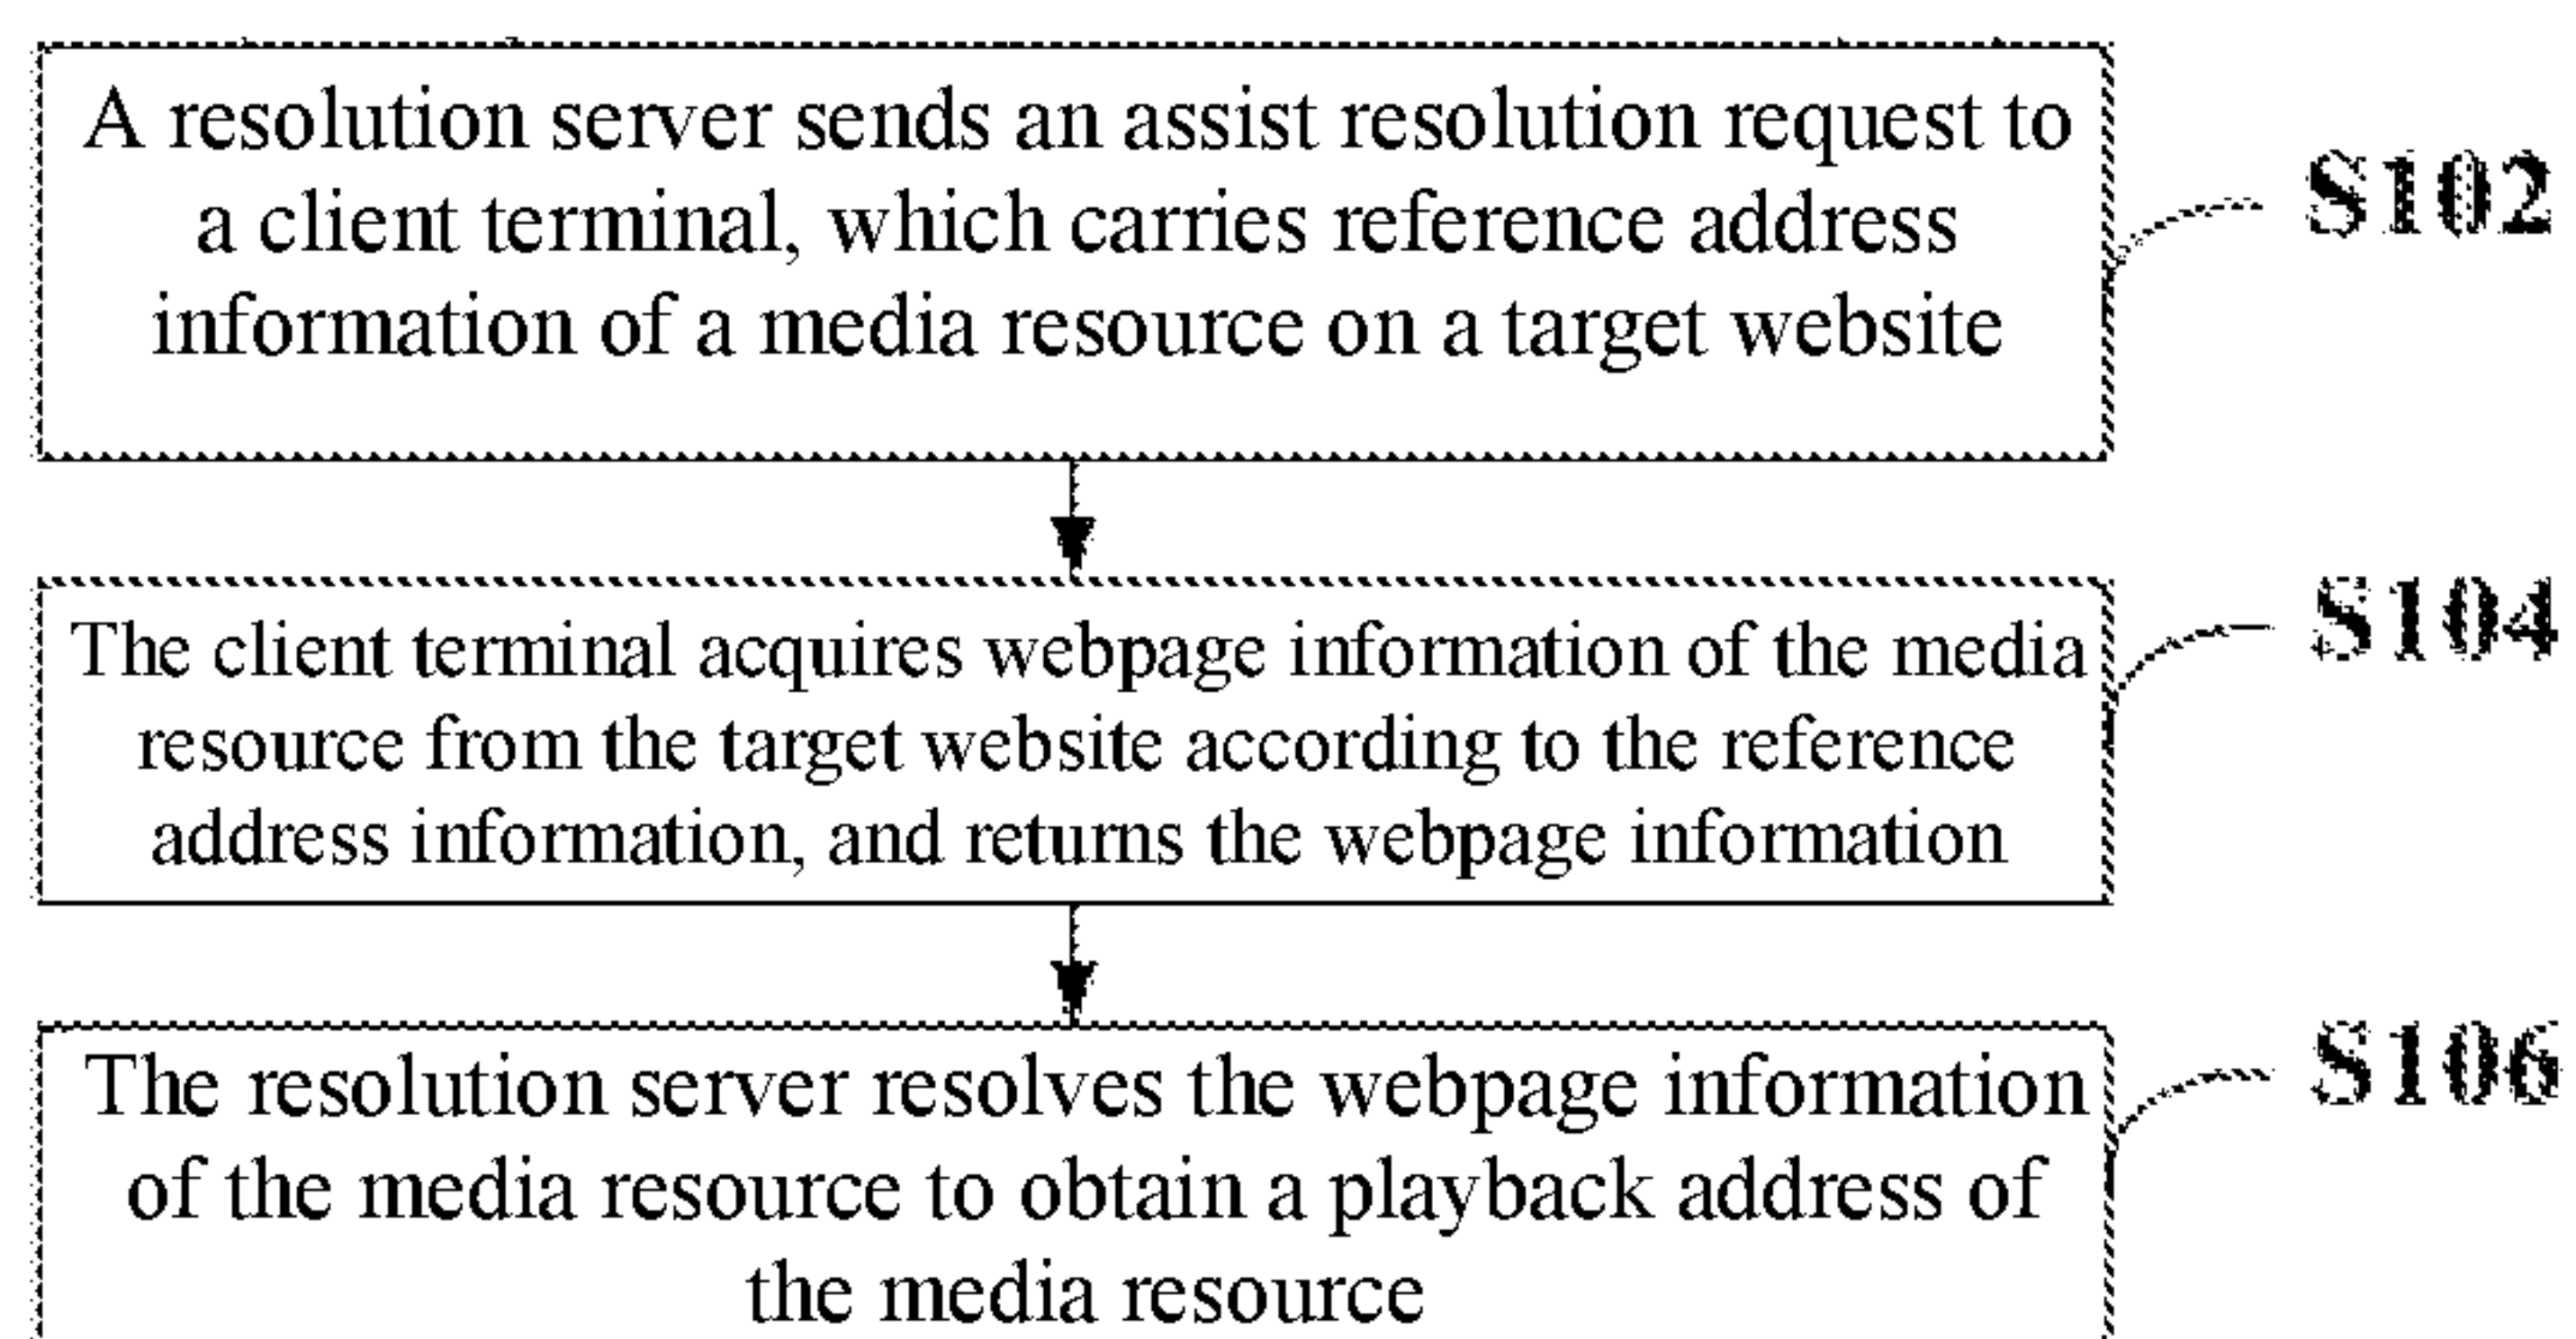 A resolution server sends an assist resolution request to
a client terminal, which carries reference address
information of a media resource on a target website
S102
The client terminal acquires webpage information of the media
resource from the target website according to the reference
address information, and returns the webpage information
S104
The resolution server resolves the webpage information
of the media resource to obtain a playback address of
the media resource
S106